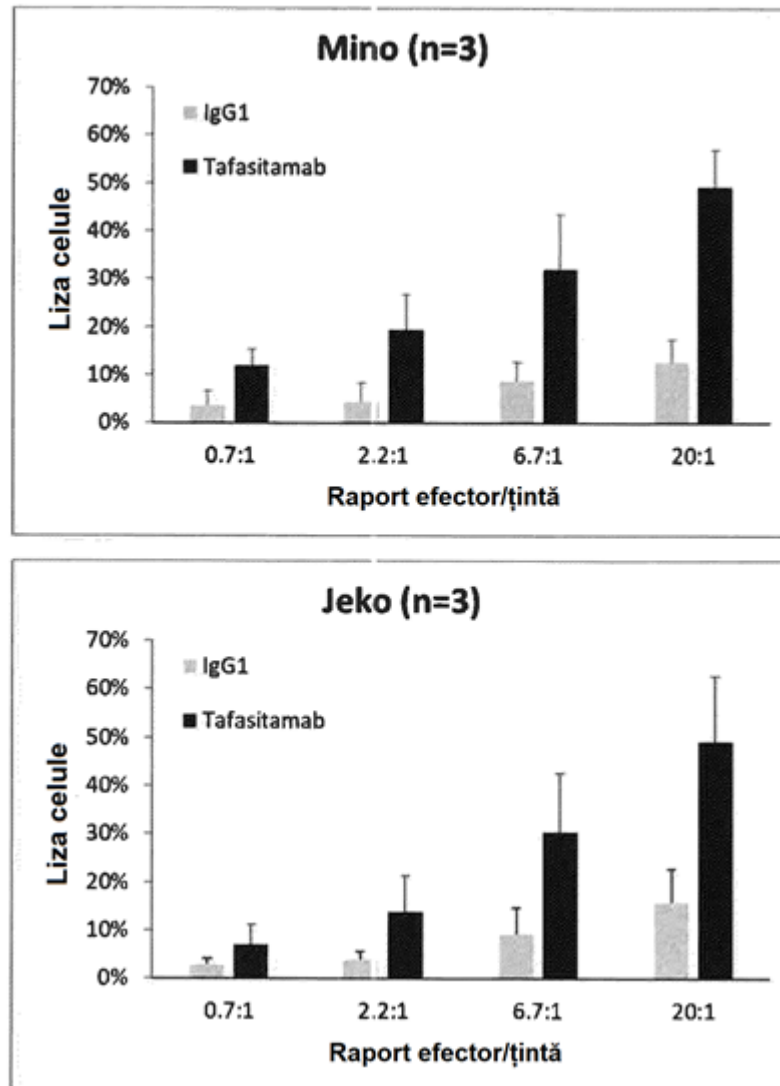 Mino (n=3)
70%
60%
50%
40%
30%
20%
10%
0%
Liza celule
IgG1
Tafasitamab
0.7:1 2.2:1 6.7:1 20:1
Raport efector/țintă
Jeko (n=3)
70%
60%
50%
40%
30%
20%
10%
0%
Liza celule
IgG1
Tafasitamab
0.7:1 2.2:1 6.7:1 20:1
Raport efector/țintă